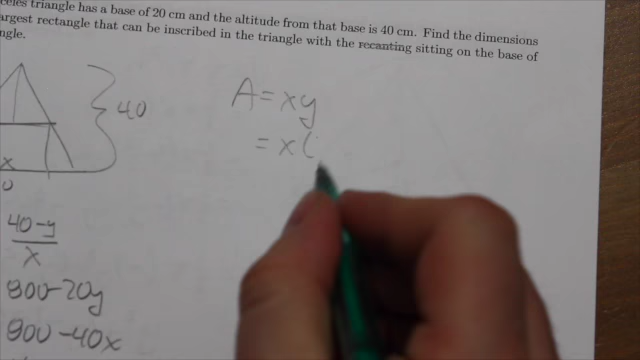 celes triangle has a base of 20 cm and the altitude from that base is 40 cm. Find the dimensions
argest rectangle that can be inscribed in the triangle with the recanting sitting on the base of
ngle.
40
A = xy
= x(
x
0
40-y
x
800-20y
800-40x